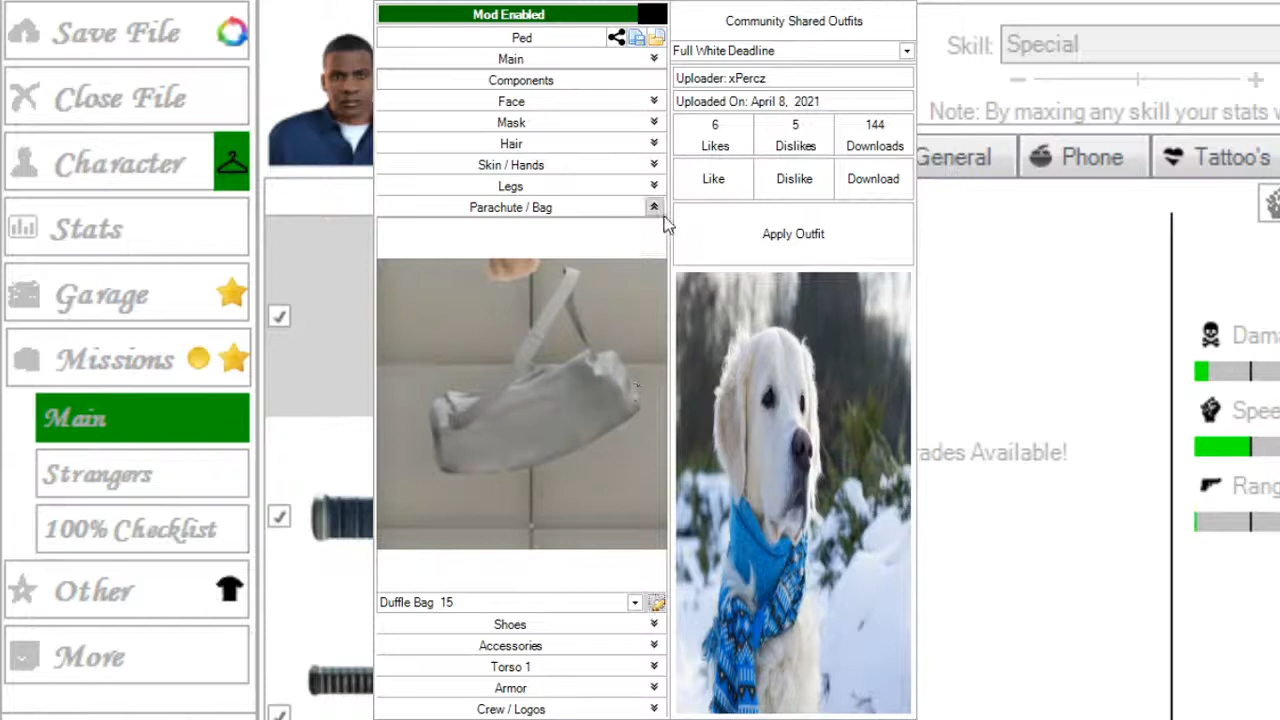 Save File
Close File
Character
Stats
Garage
Missions
Main
Strangers
100% Checklist
Other
More
Mod Enabled
Ped
Main
Components
Face
Mask
Hair
Skin / Hands
Legs
Parachute / Bag
Duffle Bag 15
Shoes
Accessories
Torso 1
Armor
Crew / Logos
Community Shared Outfits
Full White Deadline
Uploader: xPercz
Uploaded On: April 8, 2021
6 5 144
Likes Dislikes Downloads
Like Dislike Download
Apply Outfit
Skill: Special
Note: By maxing any skill your stats
General Phone Tattoo's
rades Available!
Dama
Spee
Rang